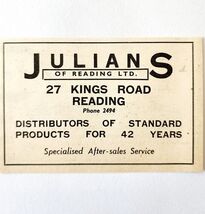 JULIANS
OF READING LTD.
27 KINGS ROAD
READING
Phone 2494
DISTRIBUTORS OF STANDARD
PRODUCTS FOR 42 YEARS
Specialised After-sales Service